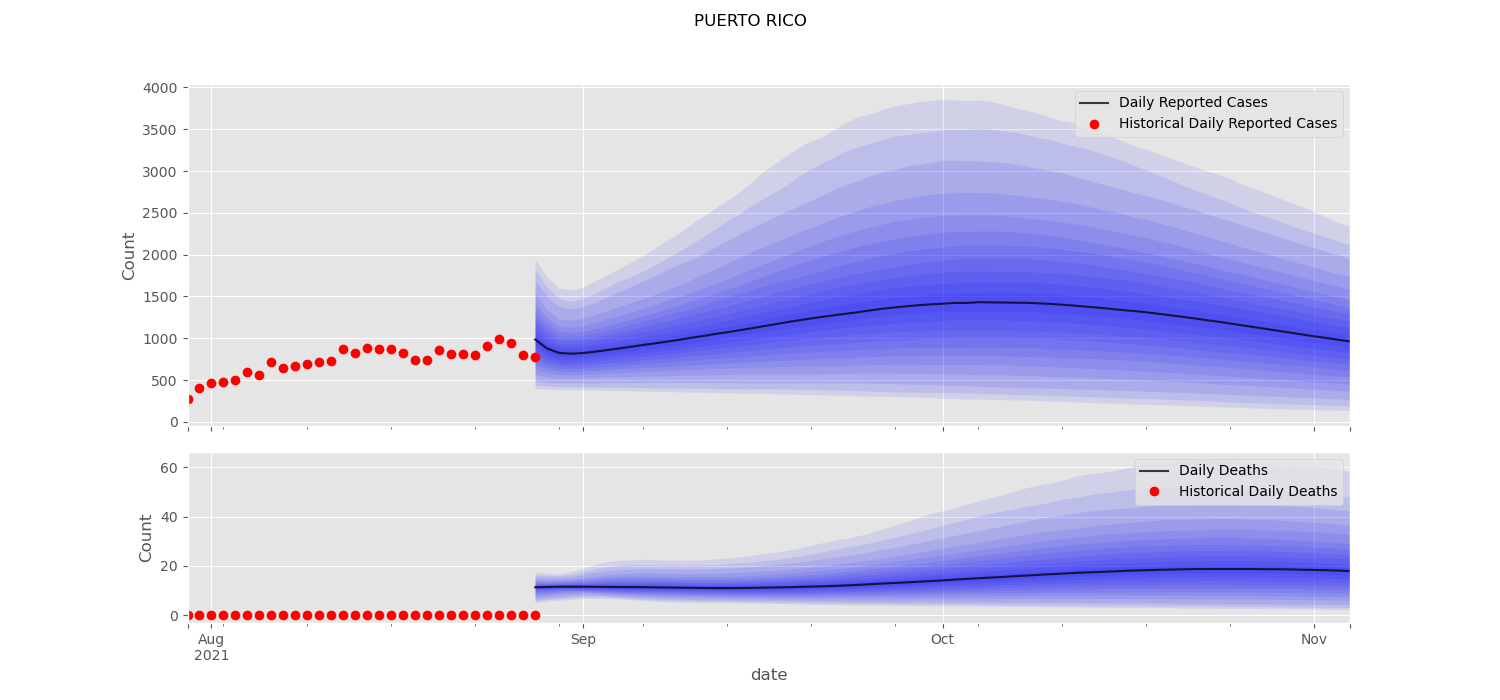 PUERTO RICO
4000
3500
3000
2500
2000
1500
1000
500
0
Count
Daily Reported Cases
Historical Daily Reported Cases
60
40
20
0
Count
Daily Deaths
Historical Daily Deaths
Aug
2021
Sep
Oct
Nov
date